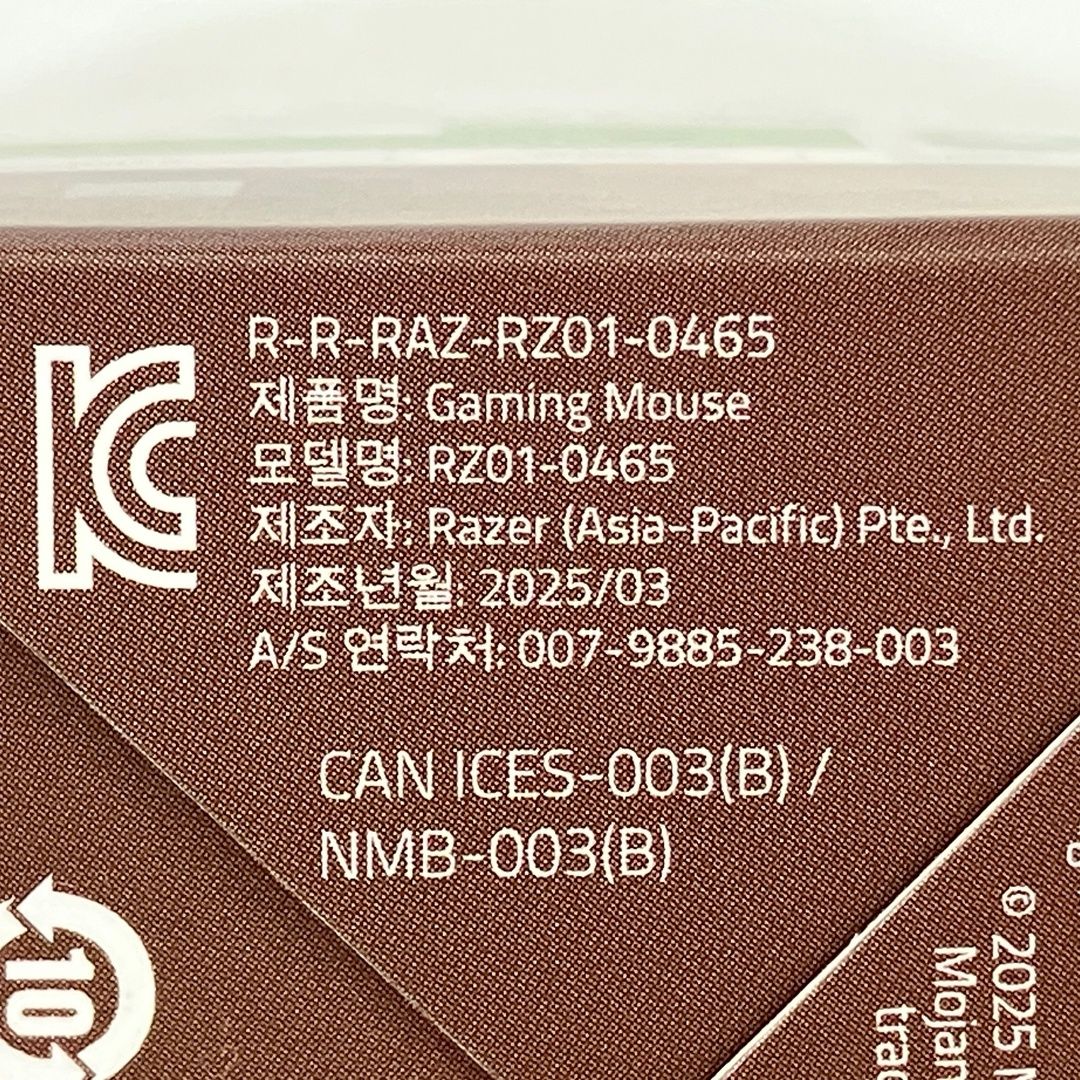 R-R-RAZ-RZ01-0465
제품명: Gaming Mouse
모델명: RZ01-0465
제조자: Razer (Asia-Pacific) Pte., Ltd.
제조년월: 2025/03
A/S 연락처: 007-9885-238-003
CAN ICES-003(B) /
NMB-003(B)
10
© 2025